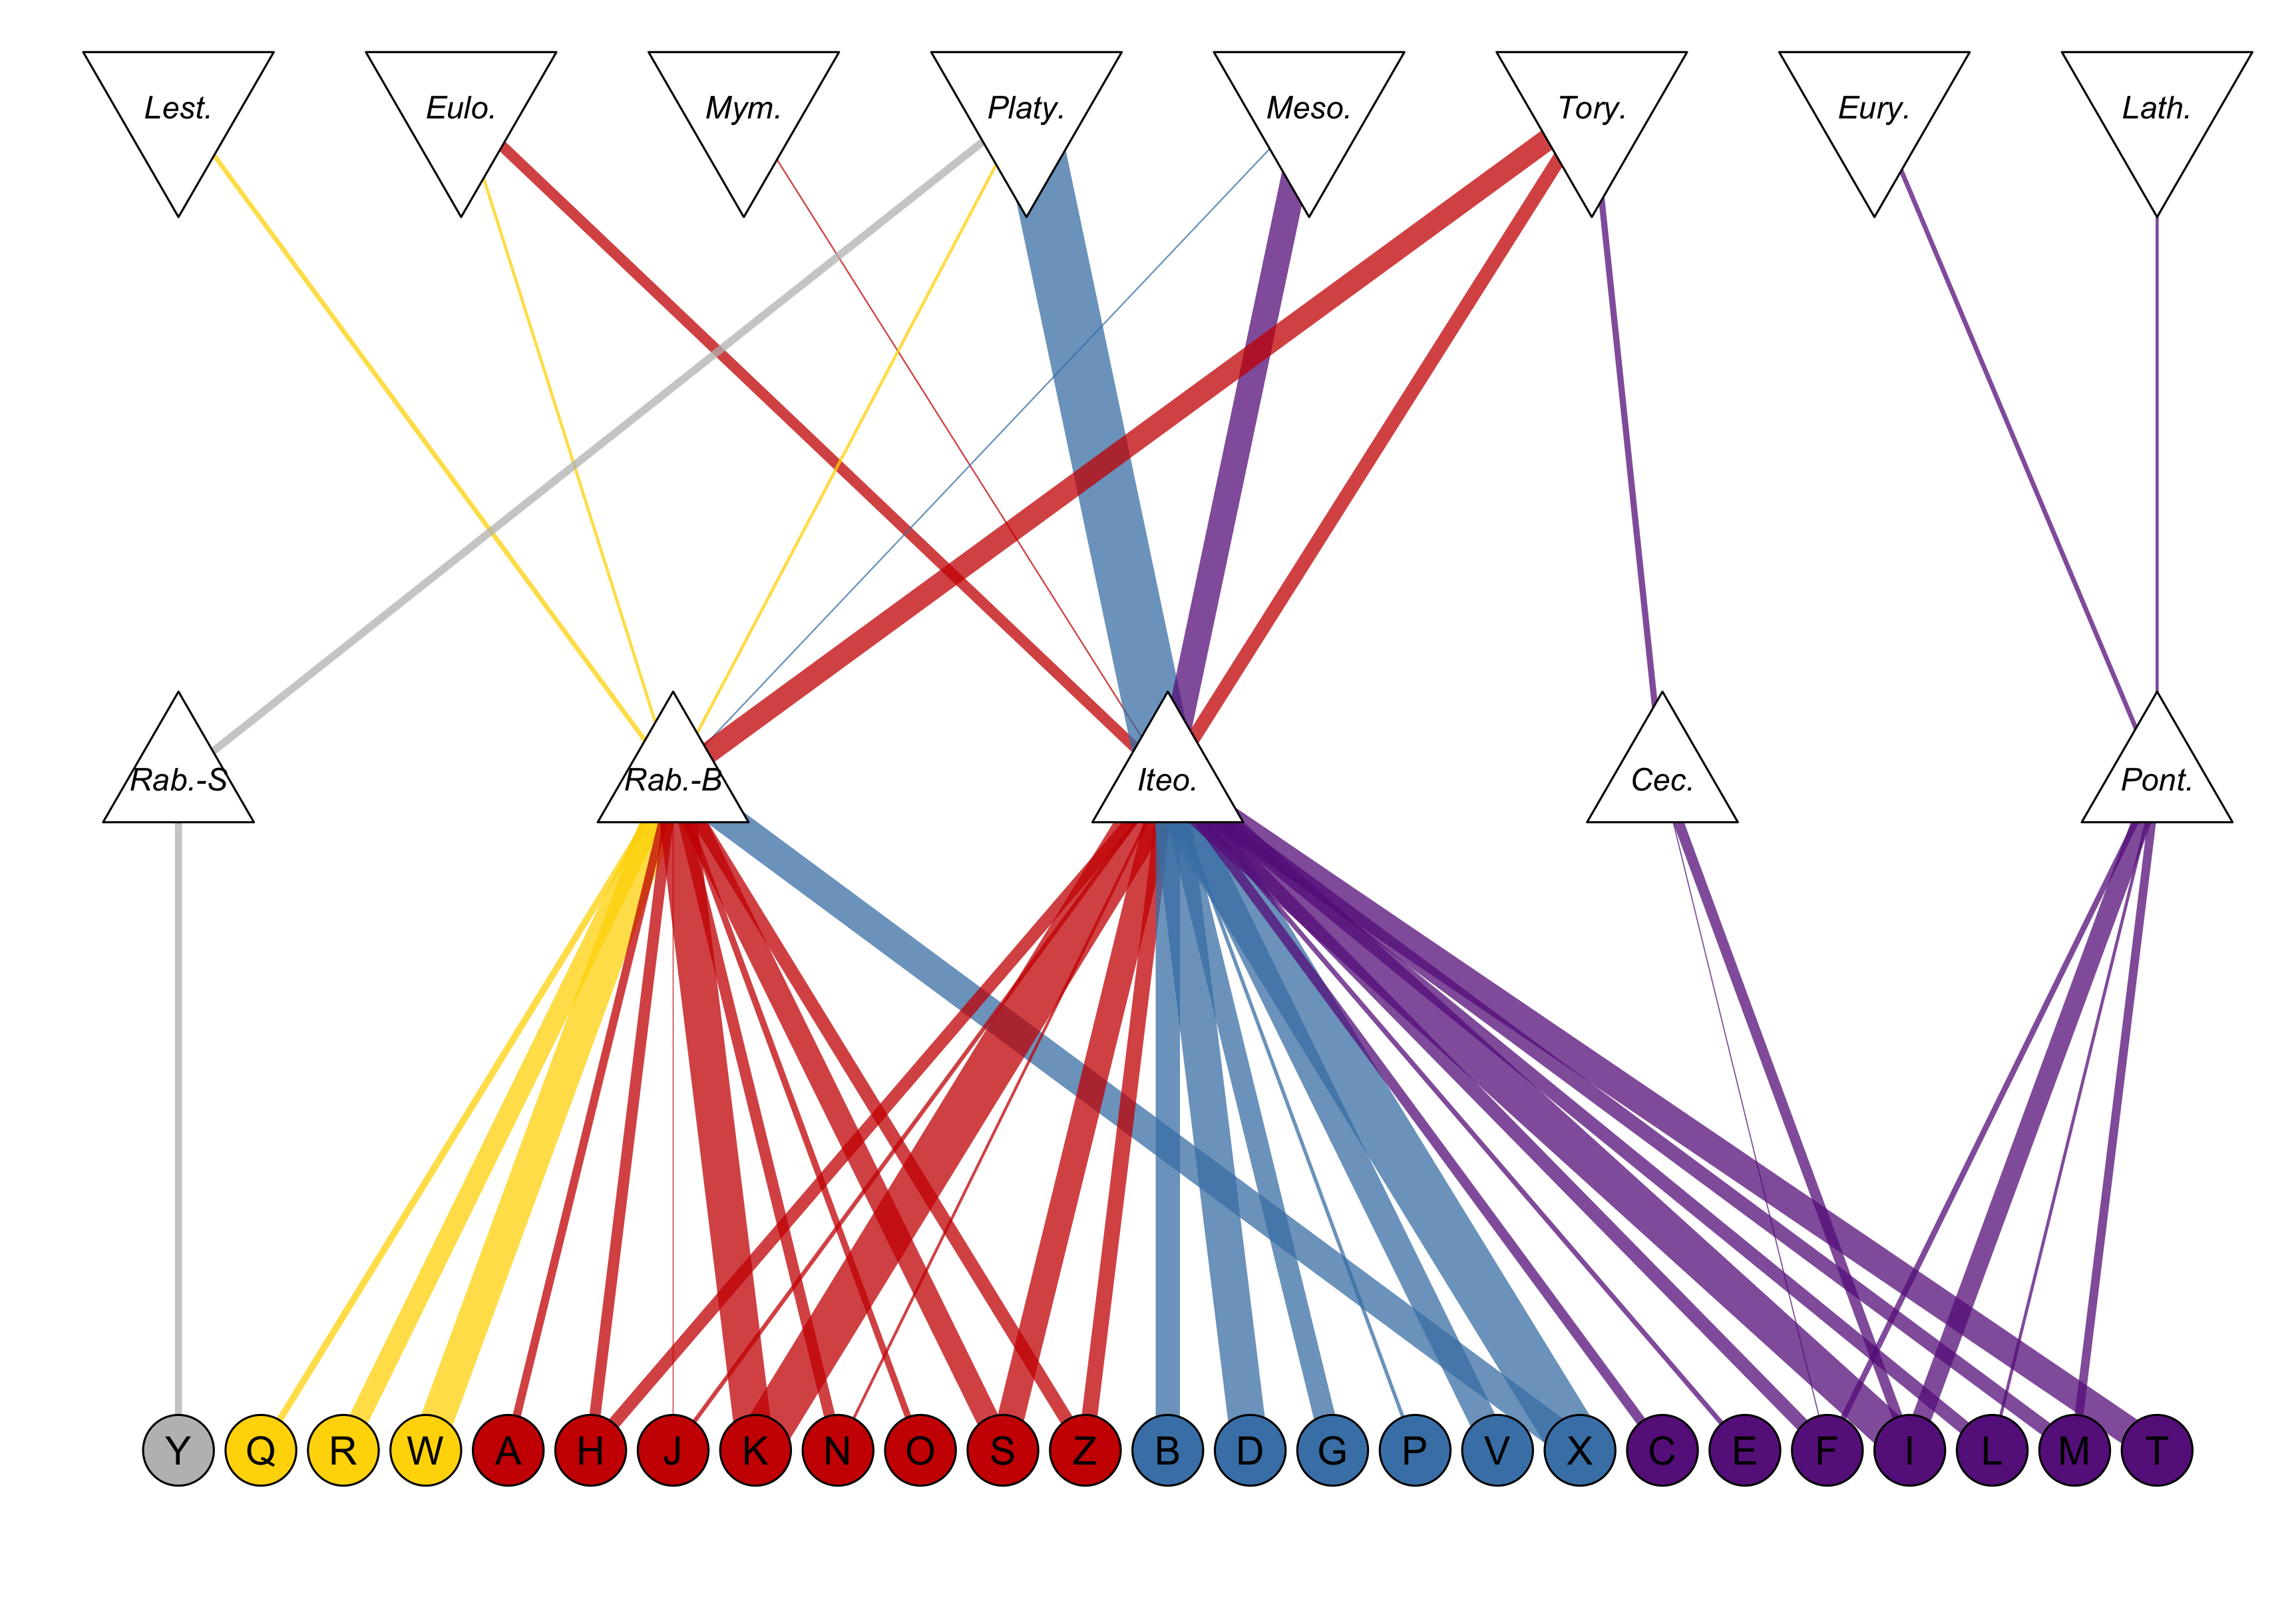 Lest. Eulo. Mym. Platy. Meso. Tory. Eury. Lath.
Rab.-S Rab.-B Iteo. Cec. Pont.
Y Q R W A H J K N O S Z B D G P V X C E F I L M T